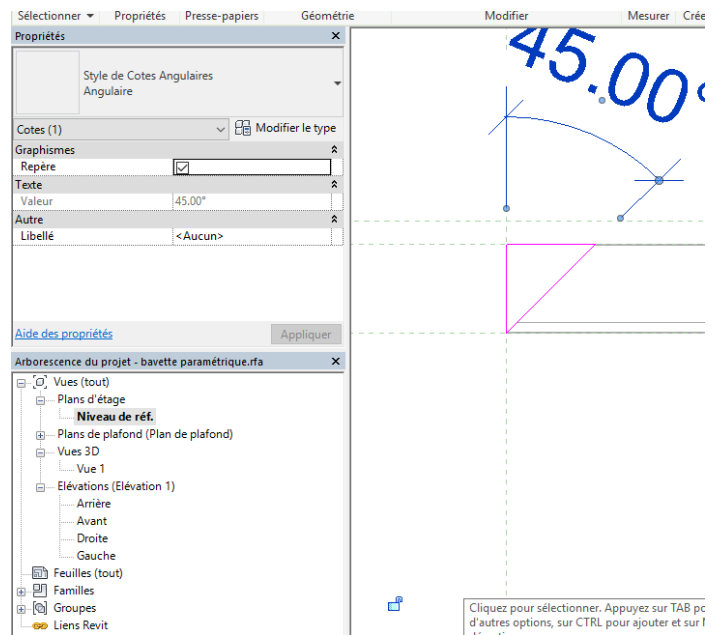 Sélectionner Propriétés Presse-papiers Géométrie Modifier Mesurer Crée
Propriétés
Style de Cotes Angulaires
Angulaire
Cotes (1) Modifier le type
Graphismes
Repère
Texte
Valeur 45.00°
Autre
Libellé <Aucun>
Aide des propriétés Appliquer
Arborescence du projet - bavette paramétrique.rfa
Vues (tout)
Plans d'étage
Niveau de réf.
Plans de plafond (Plan de plafond)
Vues 3D
Vue 1
Elévations (Elévation 1)
Arrière
Avant
Droite
Gauche
Feuilles (tout)
Familles
Groupes
Liens Revit
45.00°
Cliquez pour sélectionner. Appuyez sur TAB po
d'autres options, sur CTRL pour ajouter et sur